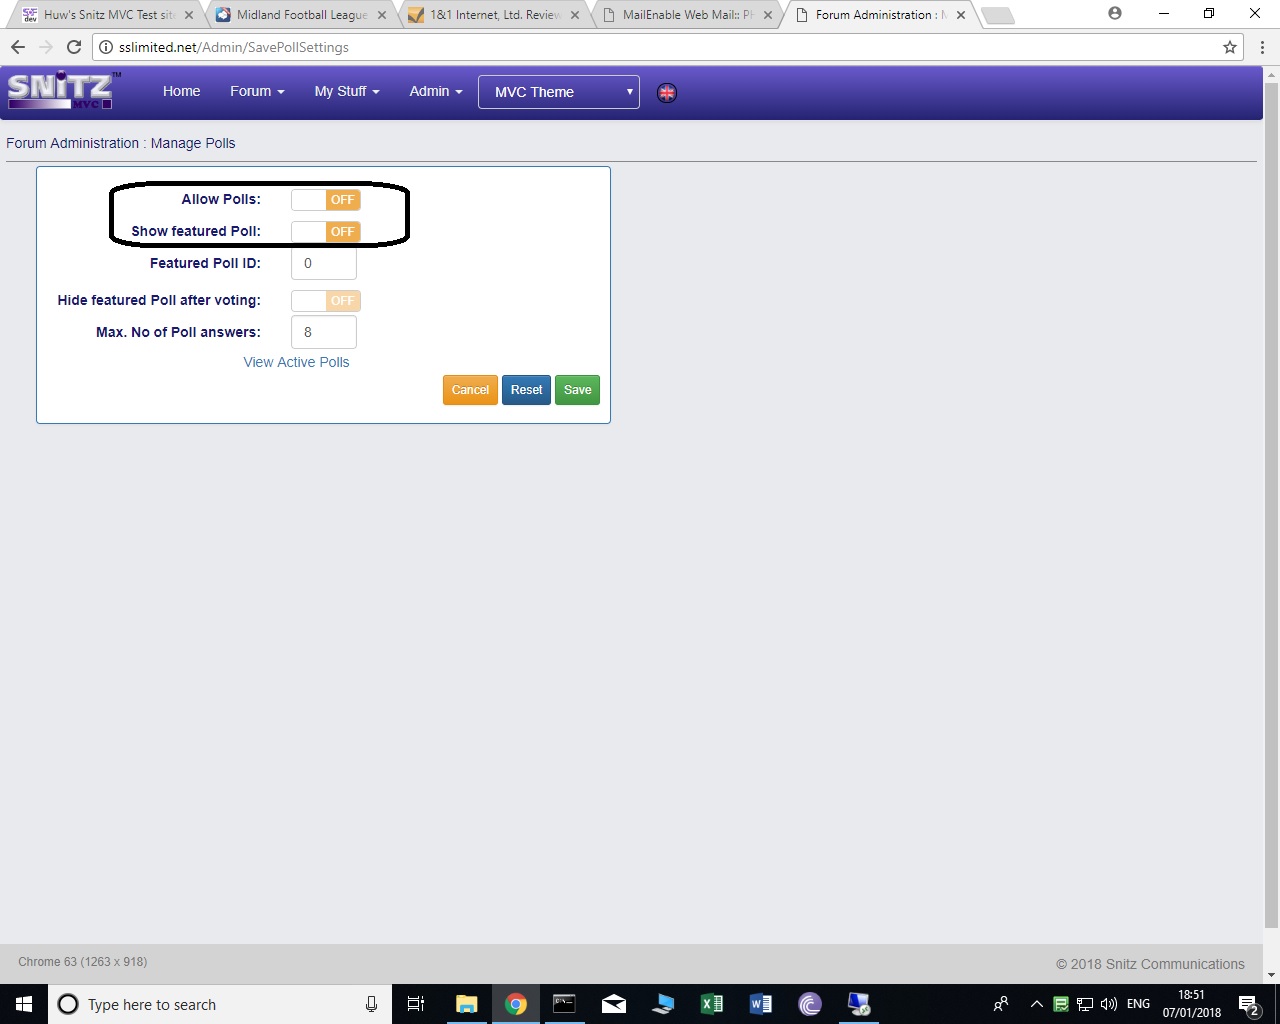 Huw's Snitz MVC Test sit
Midland Football League
1&1 Internet, Ltd. Review
MailEnable Web Mail:: P
Forum Administration :
sslimited.net/Admin/SavePollSettings
SNiTZ™
MVC
Home
Forum
My Stuff
Admin
MVC Theme
Forum Administration : Manage Polls
Allow Polls: OFF
Show featured Poll: OFF
Featured Poll ID: 0
Hide featured Poll after voting: OFF
Max. No of Poll answers: 8
View Active Polls
Cancel Reset Save
Chrome 63 (1263 x 918)
© 2018 Snitz Communications
Type here to search
ENG
18:51
07/01/2018
2